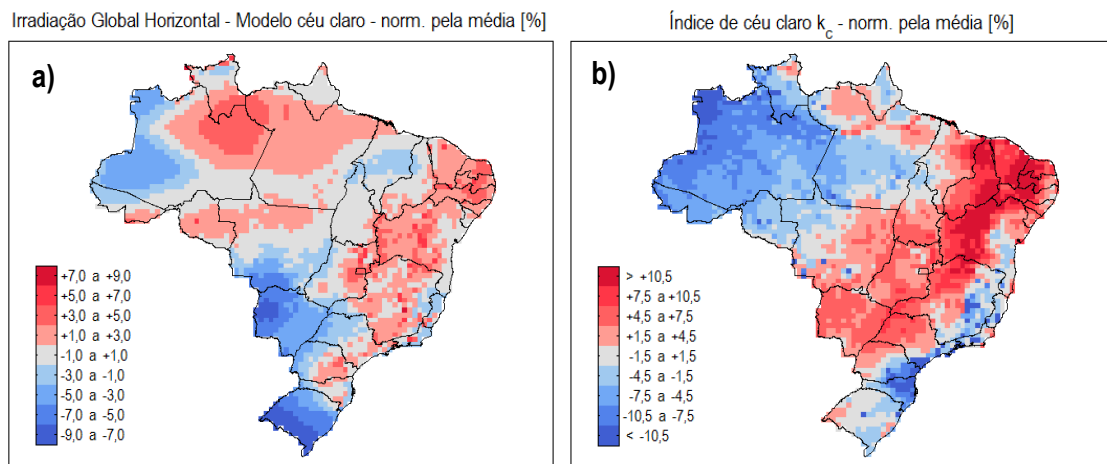 Irradiação Global Horizontal - Modelo céu claro - norm. pela média [%]
a)
+7,0 a +9,0
+5,0 a +7,0
+3,0 a +5,0
+1,0 a +3,0
-1,0 a +1,0
-3,0 a -1,0
-5,0 a -3,0
-7,0 a -5,0
-9,0 a -7,0
Índice de céu claro kc - norm. pela média [%]
b)
> +10,5
+7,5 a +10,5
+4,5 a +7,5
+1,5 a +4,5
-1,5 a +1,5
-4,5 a -1,5
-7,5 a -4,5
-10,5 a -7,5
< -10,5